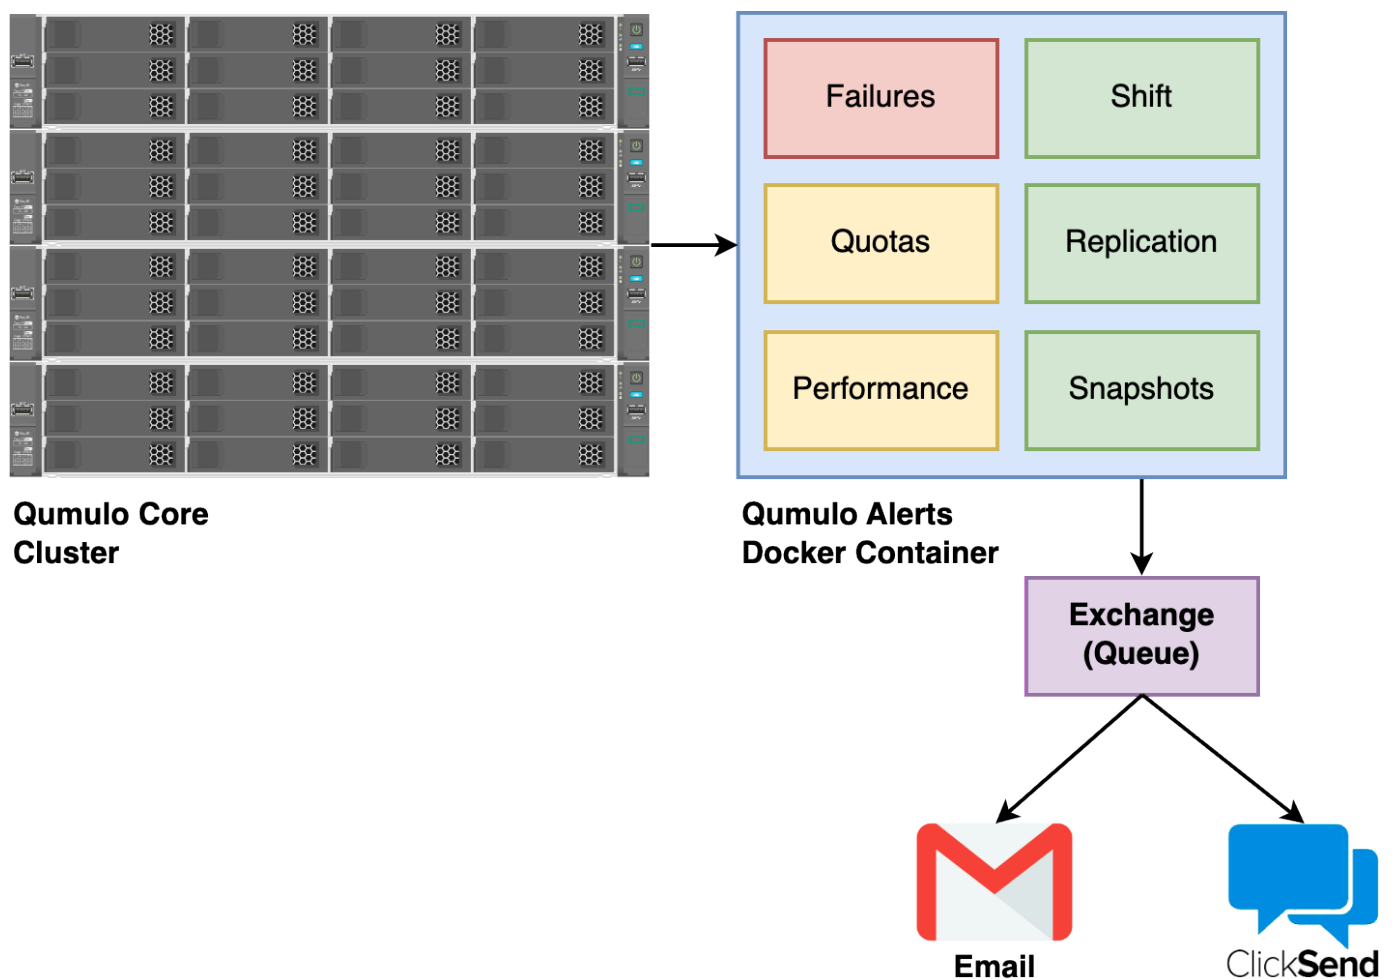 Failures
Shift
Quotas
Replication
Performance
Snapshots
Qumulo Core
Cluster
Qumulo Alerts
Docker Container
Exchange
(Queue)
Email
ClickSend